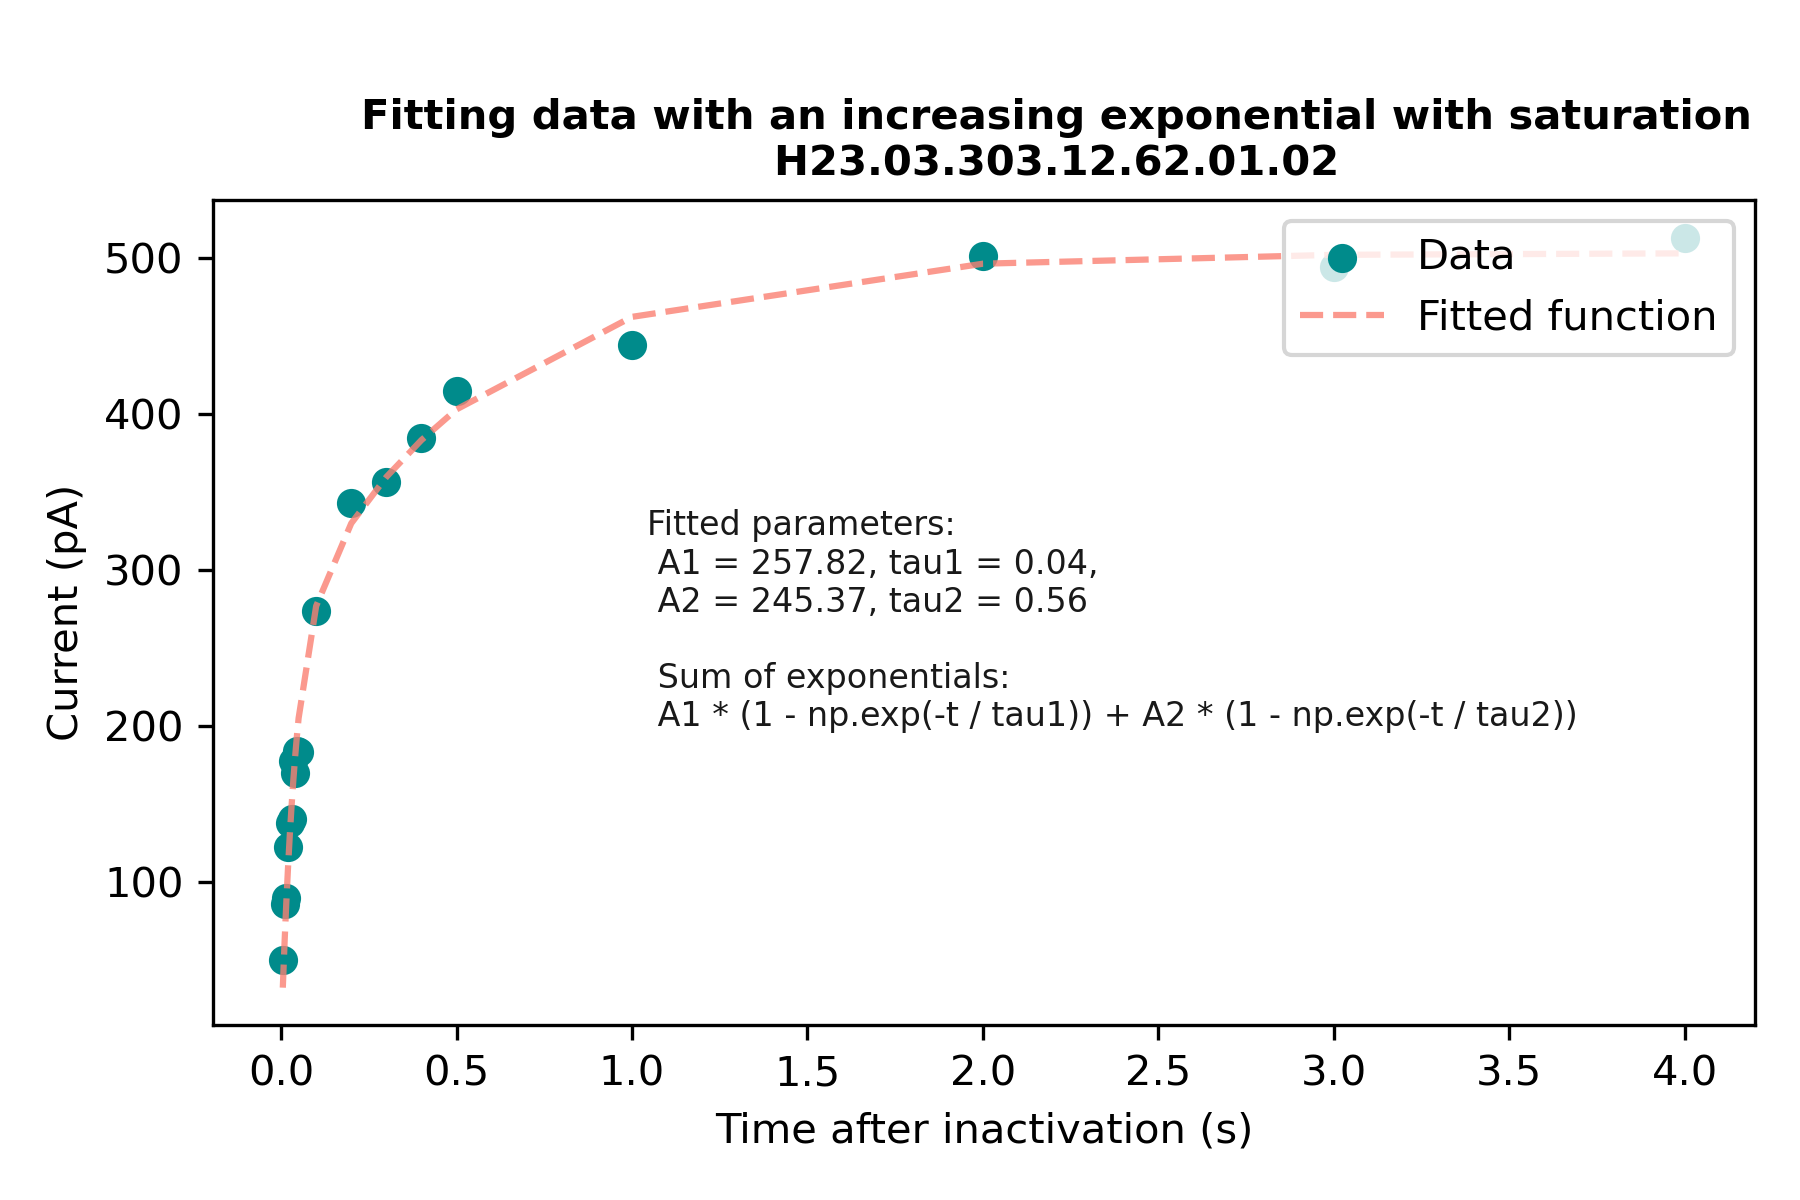 Fitting data with an increasing exponential with saturation
H23.03.303.12.62.01.02
500
400
300
200
100
Current (pA)
Data
Fitted function
Fitted parameters:
A1 = 257.82, tau1 = 0.04,
A2 = 245.37, tau2 = 0.56
Sum of exponentials:
A1 * (1 - np.exp(-t / tau1)) + A2 * (1 - np.exp(-t / tau2))
0.0 0.5 1.0 1.5 2.0 2.5 3.0 3.5 4.0
Time after inactivation (s)